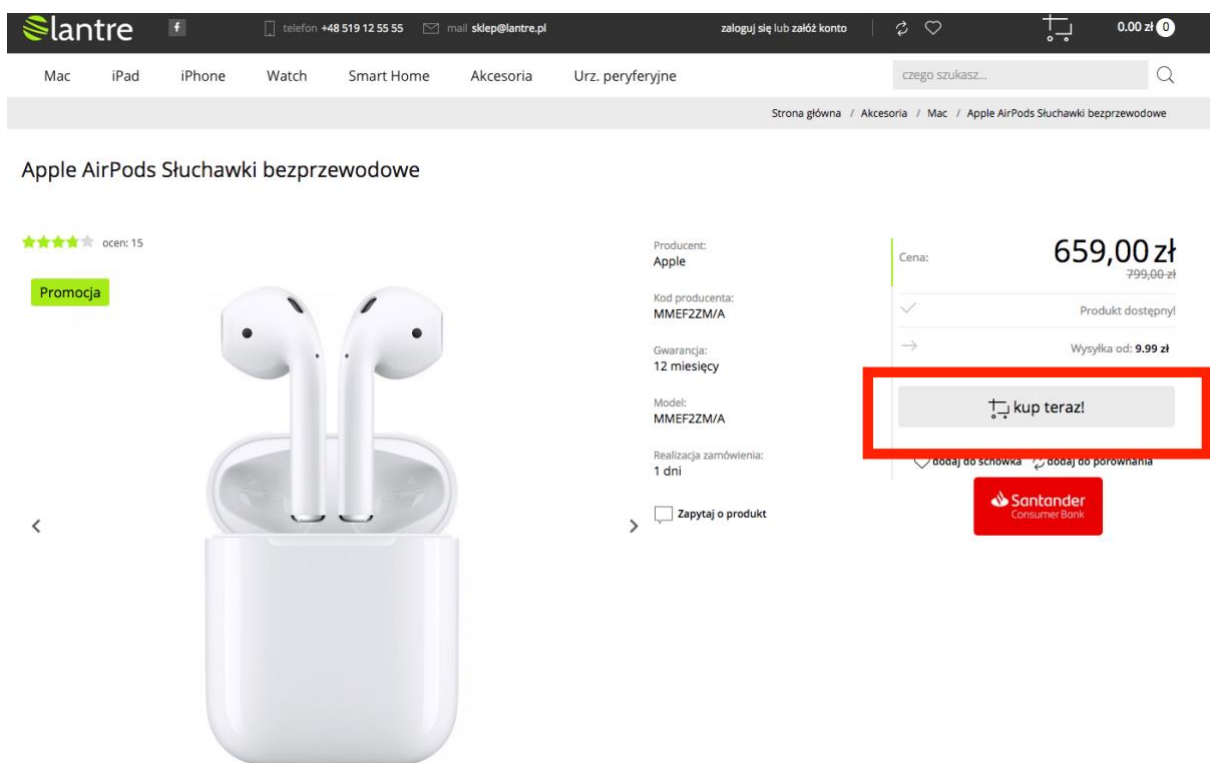 lantre
f
telefon +48 519 12 55 55 mail sklep@lantre.pl zaloguj się lub załóż konto 0.00 zł 0
Mac iPad iPhone Watch Smart Home Akcesoria Urz. peryferyjne czego szukasz...
Strona główna / Akcesoria / Mac / Apple AirPods Słuchawki bezprzewodowe
Apple AirPods Słuchawki bezprzewodowe
ocen: 15
Promocja
Producent:
Apple
Kod producenta:
MMEF2ZM/A
Gwarancja:
12 miesięcy
Model:
MMEF2ZM/A
Realizacja zamówienia:
1 dni
Zapytaj o produkt
Cena: 659,00 zł
799,00 zł
Produkt dostępny!
Wysyłka od: 9.99 zł
kup teraz!
dodaj do schowka dodaj do porównania
Santander
Consumer Bank